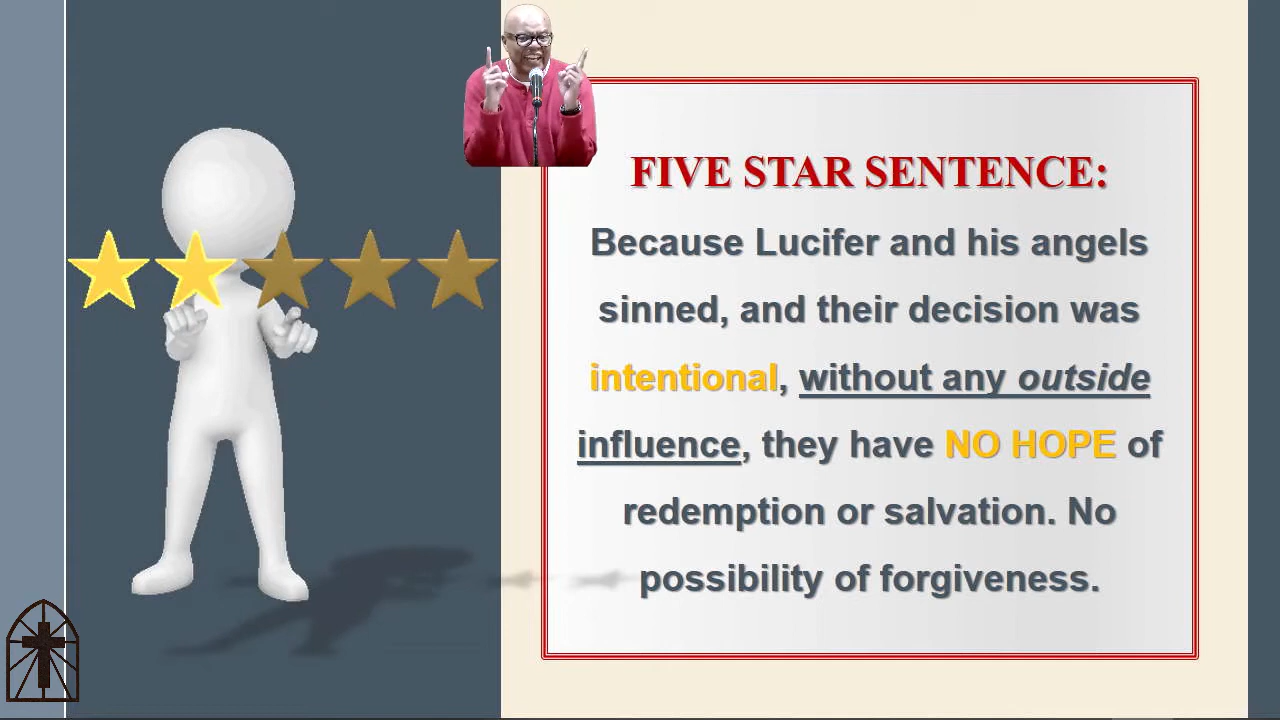 FIVE STAR SENTENCE:
Because Lucifer and his angels
sinned, and their decision was
intentional, without any outside
influence, they have NO HOPE of
redemption or salvation. No
possibility of forgiveness.